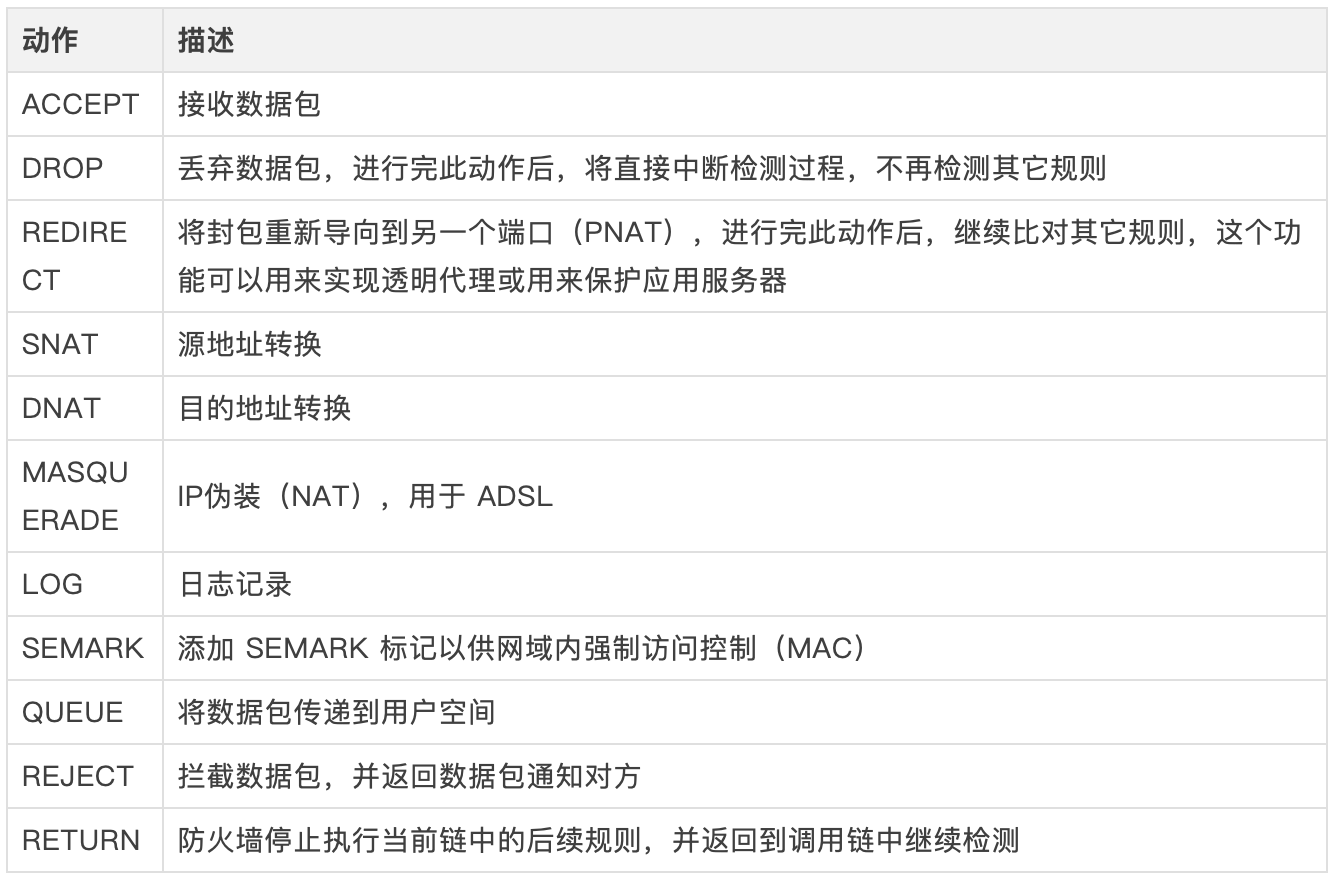 动作 描述
ACCEPT 接收数据包
DROP 丢弃数据包，进行完此动作后，将直接中断检测过程，不再检测其它规则
REDIRE 将封包重新导向到另一个端口（PNAT），进行完此动作后，继续比对其它规则，这个功
CT 能可以用来实现透明代理或用来保护应用服务器
SNAT 源地址转换
DNAT 目的地址转换
MASQU
ERADE
IP伪装（NAT），用于 ADSL
LOG 日志记录
SEMARK 添加 SEMARK 标记以供网域内强制访问控制（MAC）
QUEUE 将数据包传递到用户空间
REJECT 拦截数据包，并返回数据包通知对方
RETURN 防火墙停止执行当前链中的后续规则，并返回到调用链中继续检测